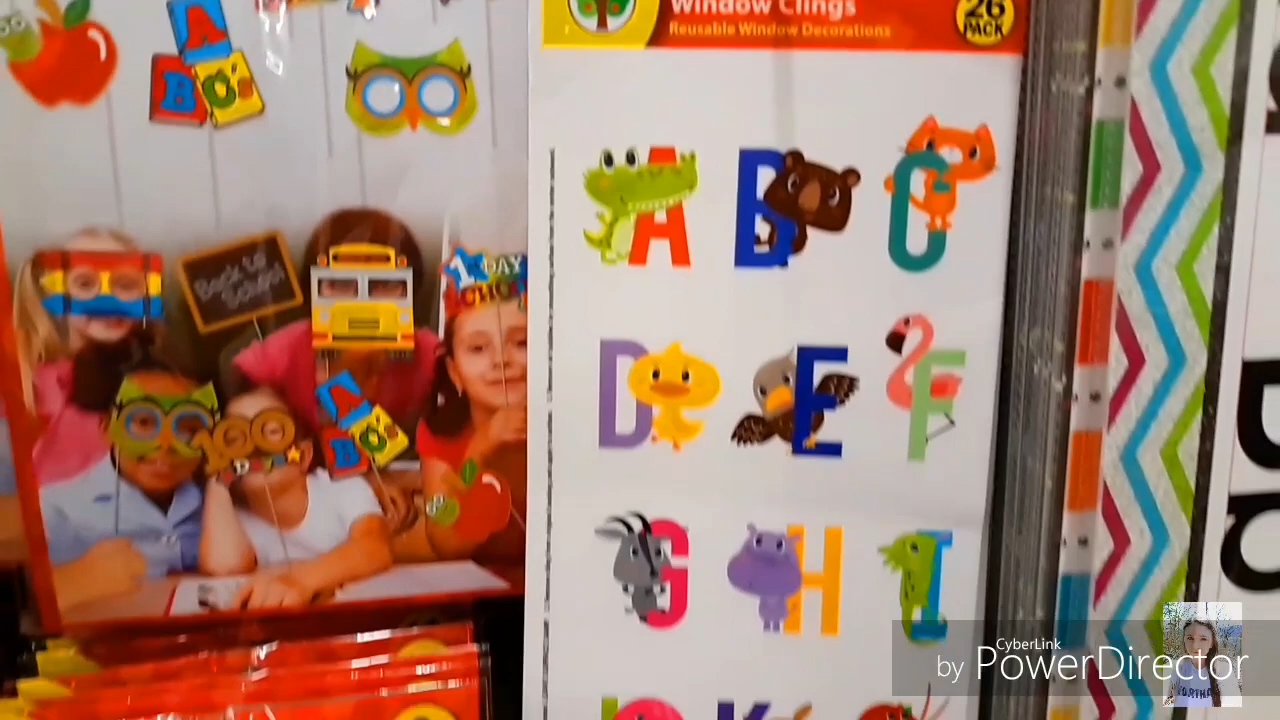 Window Clings
Reusable Window Decorations
26
PACK
A
B
C's
A
B
C
D
E
F
G
H
I
Back to
School
1
DAY
100
A
B
C's
K
B
CyberLink
by PowerDirector